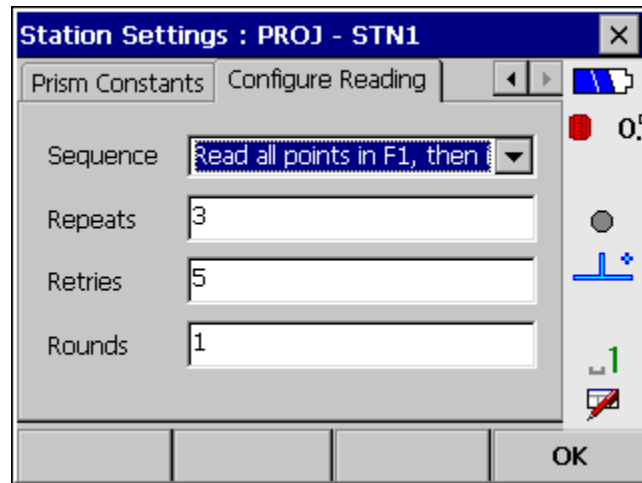 Station Settings : PROJ - STN1
Prism Constants Configure Reading
0.
Sequence Read all points in F1, then
Repeats 3
Retries 5
Rounds 1
1
OK